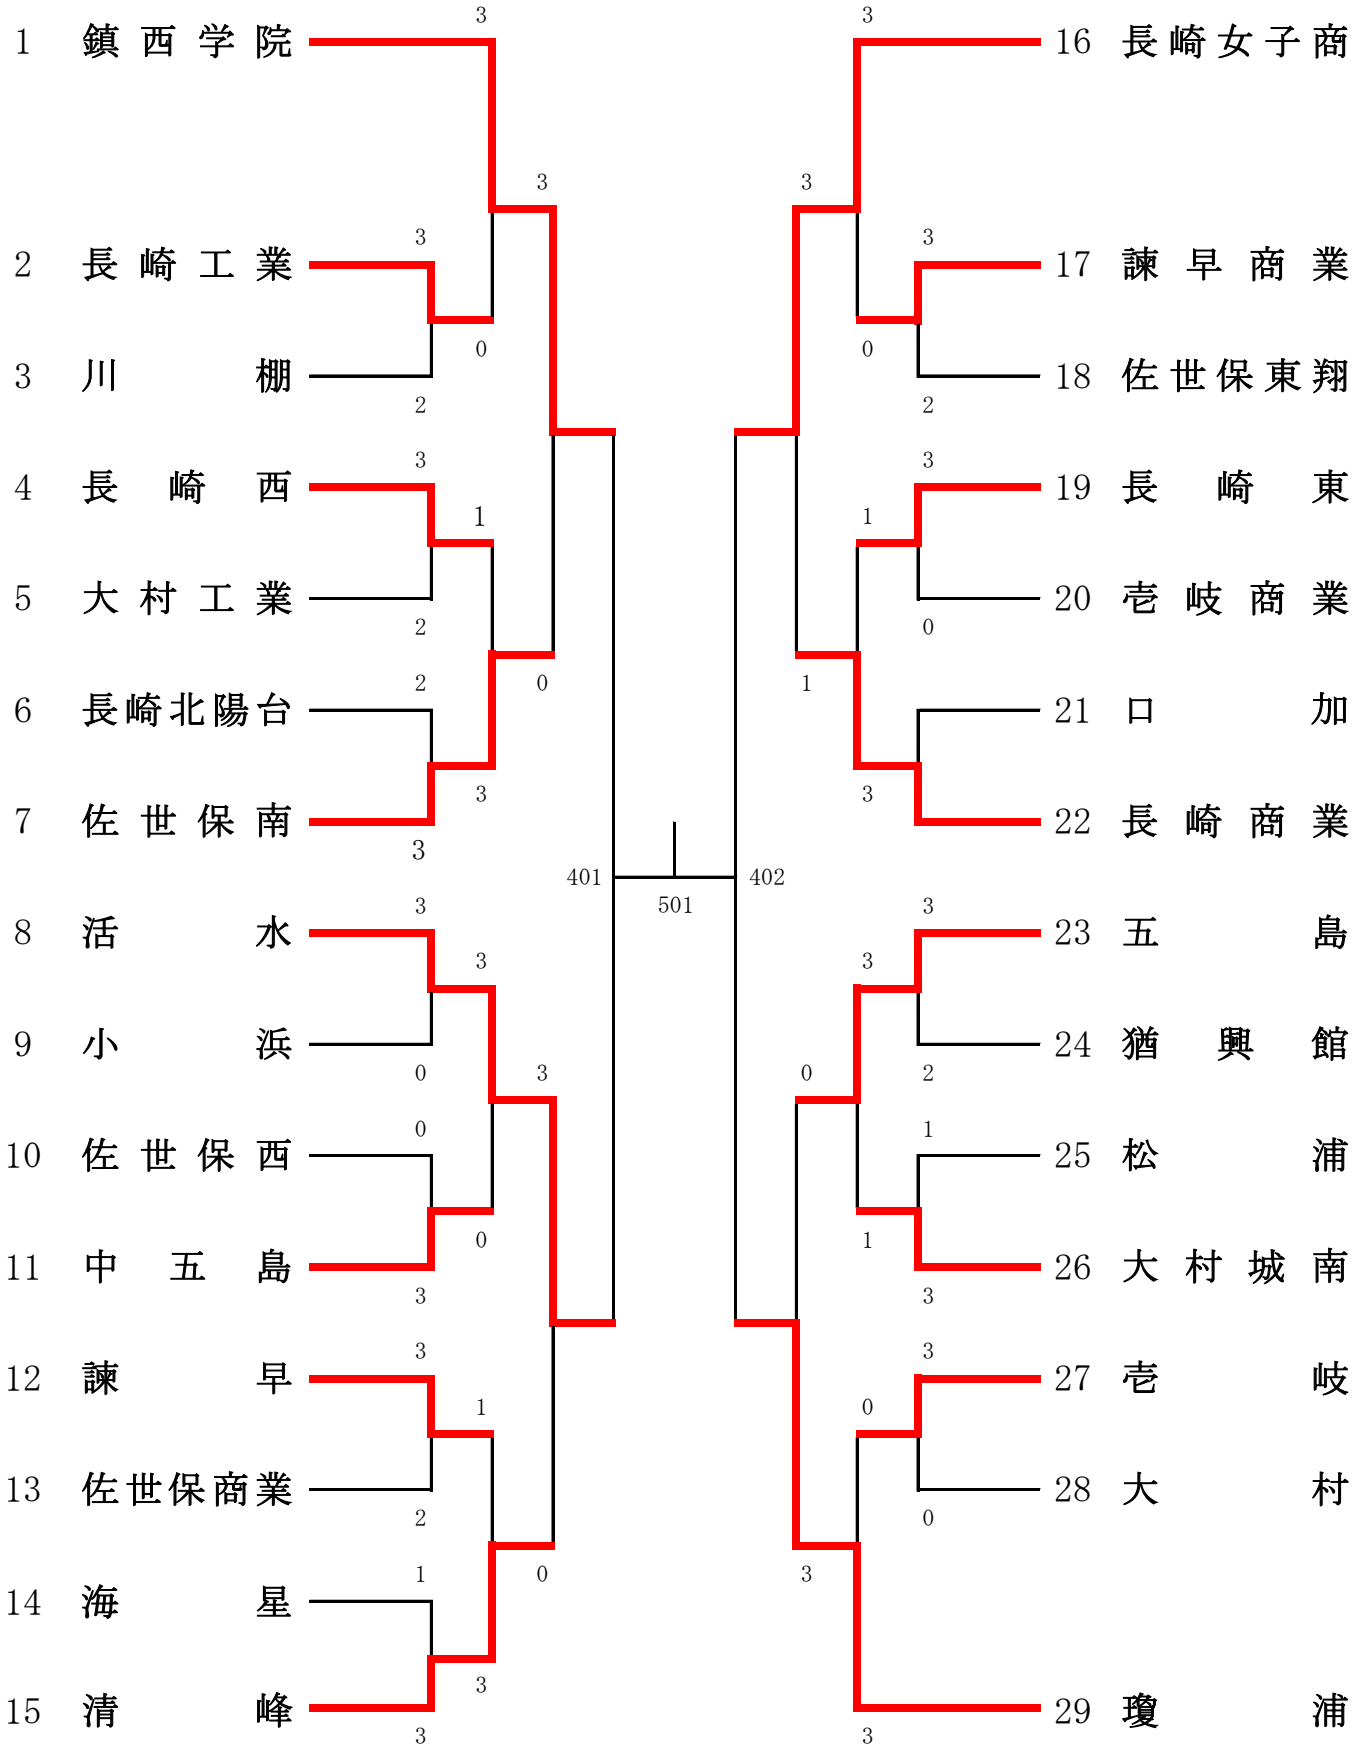 3
1 鎮西学院
3
2 長崎工業
3
0
3 川棚
2
3
4 長崎西
1
5 大村工業
2
2
0
6 長崎北陽台
3
7 佐世保南
3
401
3
8 活水
3
9 小浜
0
3
0
10 佐世保西
0
11 中五島
3
3
12 諫早
1
13 佐世保商業
2
1
0
14 海星
3
15 清峰
3
501
3
16 長崎女子商
3
3
17 諫早商業
0
18 佐世保東翔
2
3
19 長崎東
1
20 壱岐商業
0
1
21 口加
3
22 長崎商業
402
3
23 五島
3
24 猶興館
0
2
1
25 松浦
1
26 大村城南
3
3
27 壱岐
0
28 大村
0
3
29 瓊浦
3